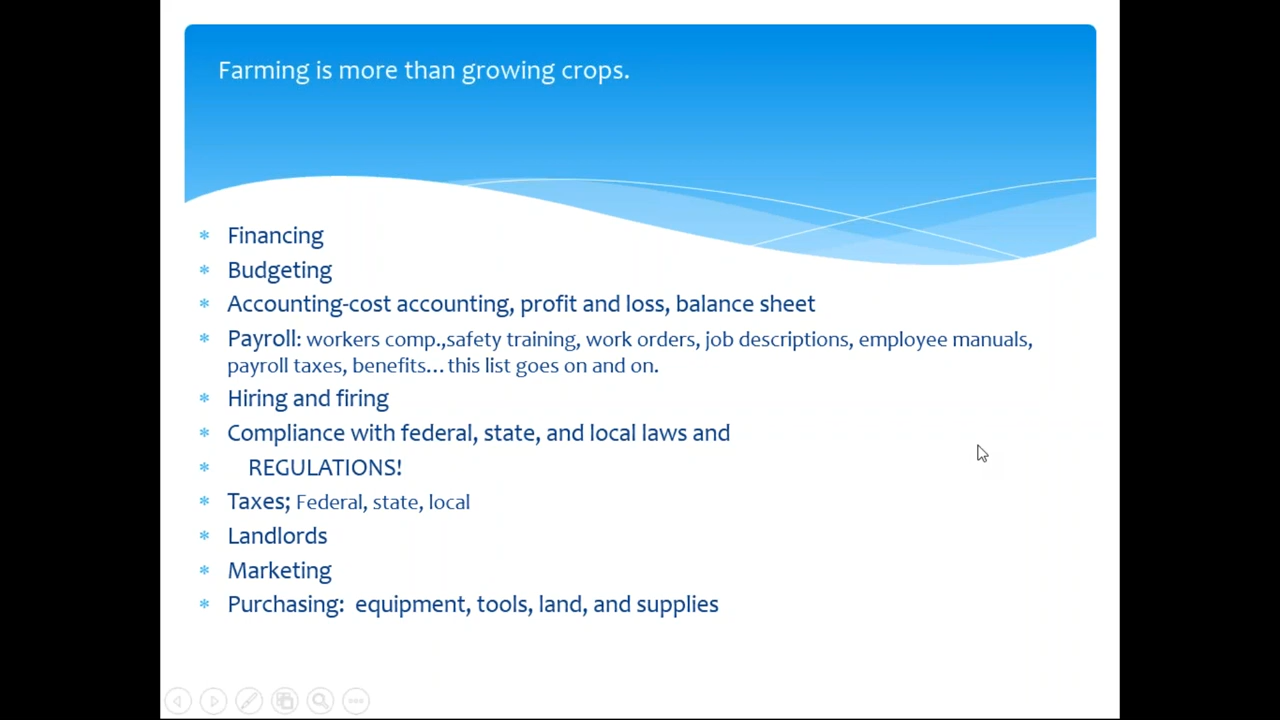 Farming is more than growing crops.
* Financing
* Budgeting
* Accounting-cost accounting, profit and loss, balance sheet
* Payroll: workers comp.,safety training, work orders, job descriptions, employee manuals,
payroll taxes, benefits…this list goes on and on.
* Hiring and firing
* Compliance with federal, state, and local laws and
* REGULATIONS!
* Taxes; Federal, state, local
* Landlords
* Marketing
* Purchasing:  equipment, tools, land, and supplies